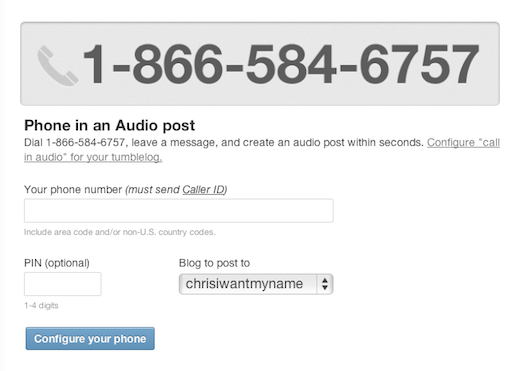 1-866-584-6757
Phone in an Audio post
Dial 1-866-584-6757, leave a message, and create an audio post within seconds. Configure "call
in audio" for your tumblelog.
Your phone number (must send Caller ID)
Include area code and/or non-U.S. country codes.
PIN (optional) Blog to post to
chrisiwantmyname
1-4 digits
Configure your phone